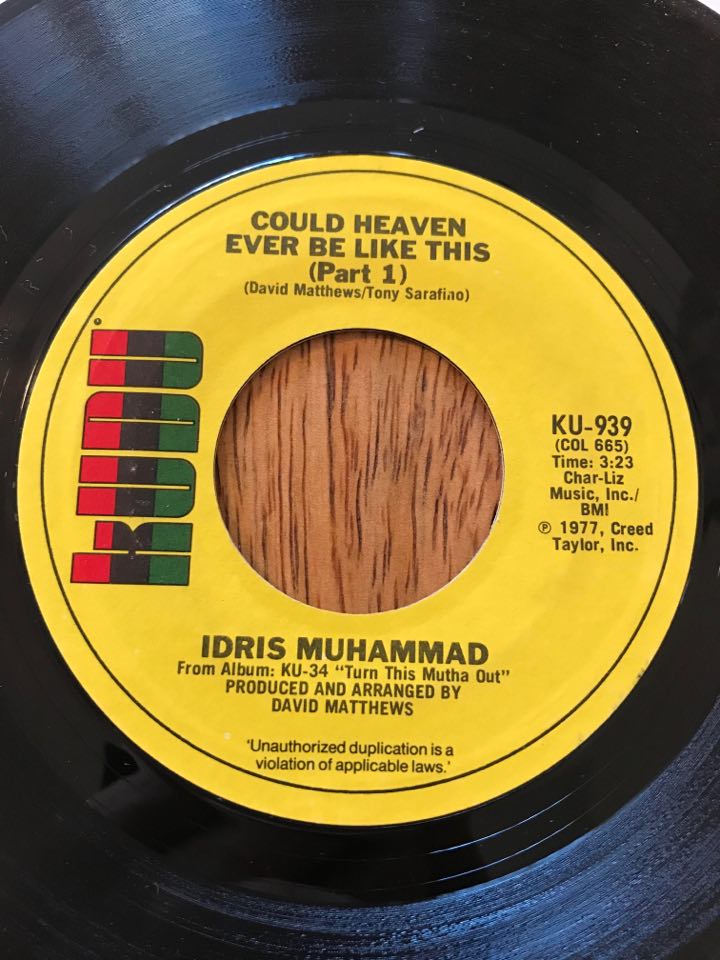 COULD HEAVEN
EVER BE LIKE THIS
(Part 1)
(David Matthews/Tony Sarafino)
KUDU
KU-939
(COL 665)
Time: 3:23
Char-Liz
Music, Inc./
BMI
℗ 1977, Creed
Taylor, Inc.
IDRIS MUHAMMAD
From Album: KU-34 "Turn This Mutha Out"
PRODUCED AND ARRANGED BY
DAVID MATTHEWS
'Unauthorized duplication is a
violation of applicable laws.'